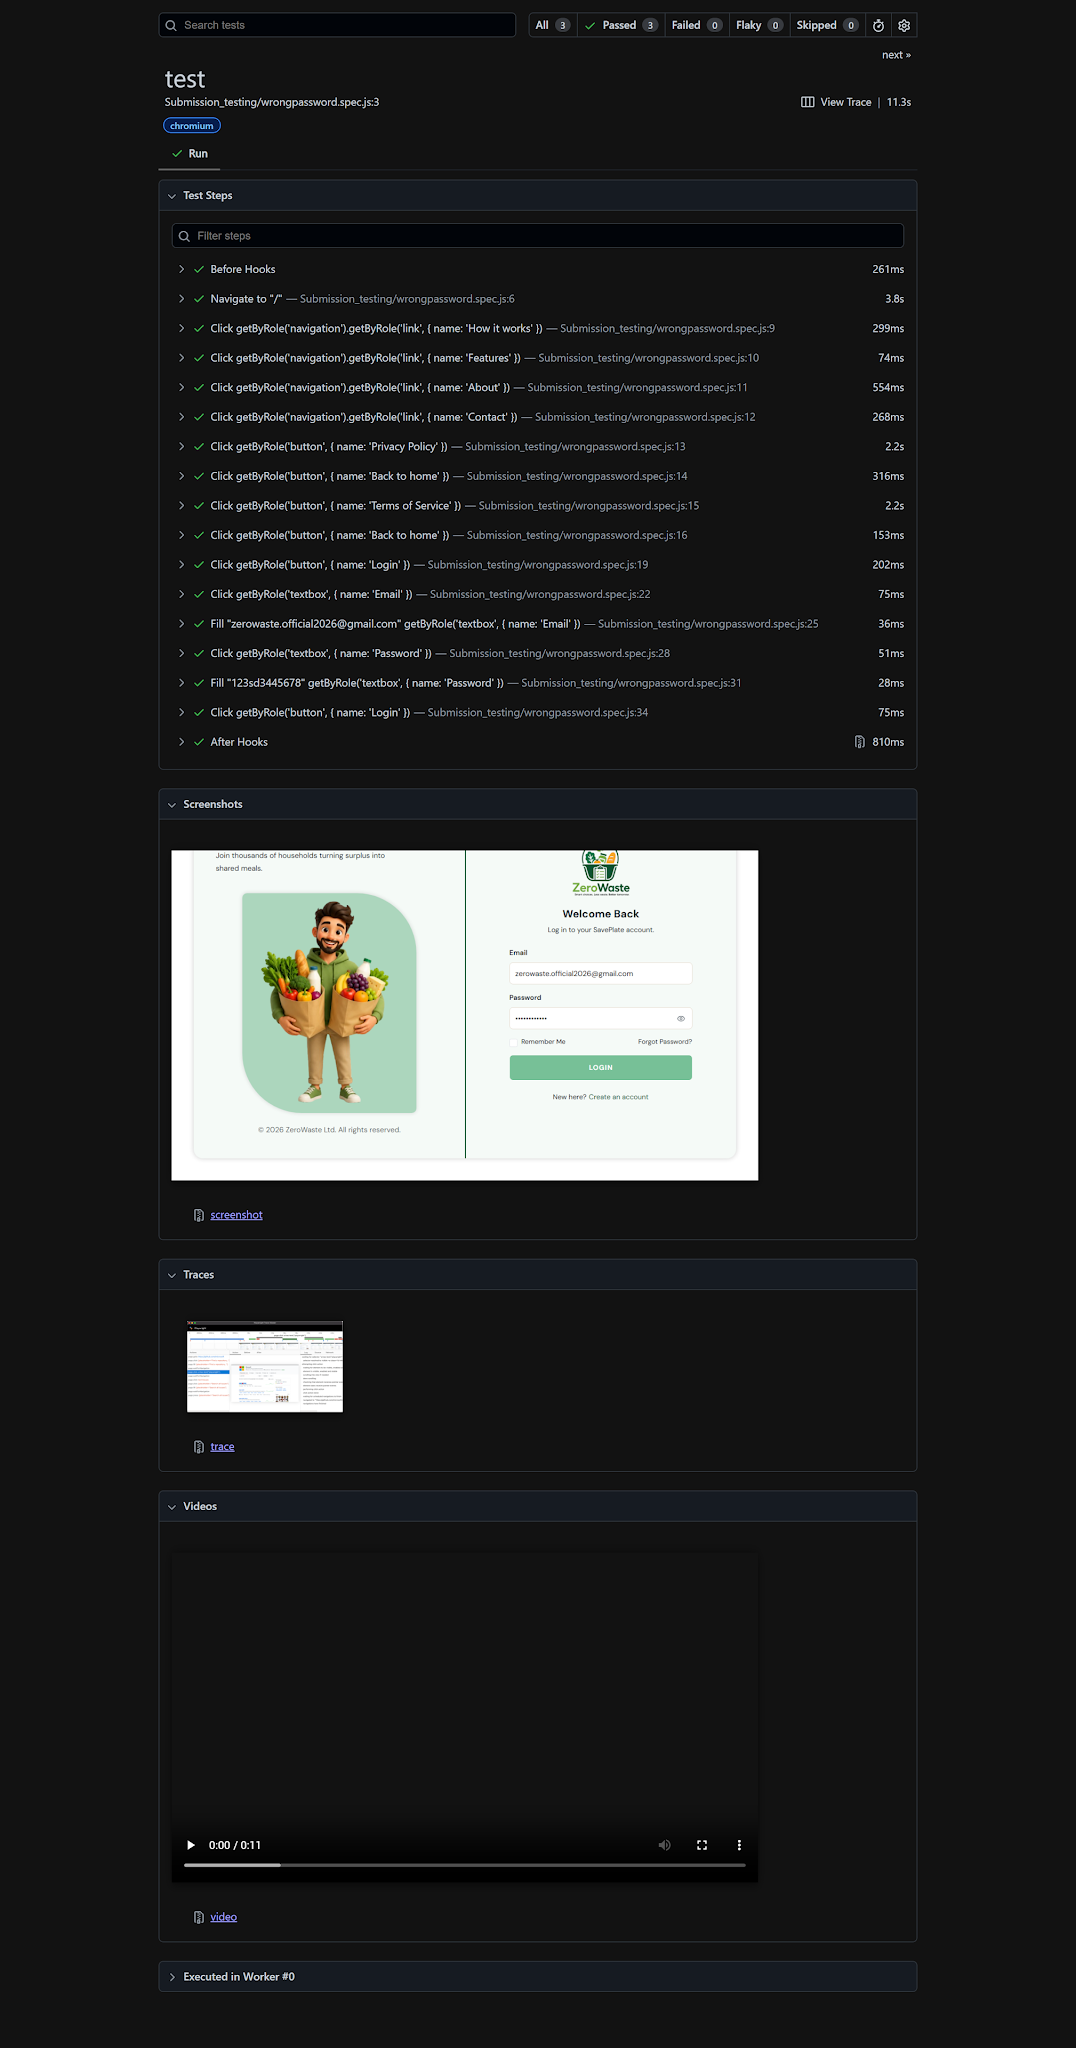 Search tests
All 3 Passed 3 Failed 0 Flaky 0 Skipped 0
next »
test
Submission_testing/wrongpassword.spec.js:3
View Trace | 11.3s
chromium
Run
Test Steps
Filter steps
Before Hooks 261ms
Navigate to "/" — Submission_testing/wrongpassword.spec.js:6 3.8s
Click getByRole('navigation').getByRole('link', { name: 'How it works' }) — Submission_testing/wrongpassword.spec.js:9 299ms
Click getByRole('navigation').getByRole('link', { name: 'Features' }) — Submission_testing/wrongpassword.spec.js:10 74ms
Click getByRole('navigation').getByRole('link', { name: 'About' }) — Submission_testing/wrongpassword.spec.js:11 554ms
Click getByRole('navigation').getByRole('link', { name: 'Contact' }) — Submission_testing/wrongpassword.spec.js:12 268ms
Click getByRole('button', { name: 'Privacy Policy' }) — Submission_testing/wrongpassword.spec.js:13 2.2s
Click getByRole('button', { name: 'Back to home' }) — Submission_testing/wrongpassword.spec.js:14 316ms
Click getByRole('button', { name: 'Terms of Service' }) — Submission_testing/wrongpassword.spec.js:15 2.2s
Click getByRole('button', { name: 'Back to home' }) — Submission_testing/wrongpassword.spec.js:16 153ms
Click getByRole('button', { name: 'Login' }) — Submission_testing/wrongpassword.spec.js:19 202ms
Click getByRole('textbox', { name: 'Email' }) — Submission_testing/wrongpassword.spec.js:22 75ms
Fill "zerowaste.official2026@gmail.com" getByRole('textbox', { name: 'Email' }) — Submission_testing/wrongpassword.spec.js:25 36ms
Click getByRole('textbox', { name: 'Password' }) — Submission_testing/wrongpassword.spec.js:28 51ms
Fill "123sd3445678" getByRole('textbox', { name: 'Password' }) — Submission_testing/wrongpassword.spec.js:31 28ms
Click getByRole('button', { name: 'Login' }) — Submission_testing/wrongpassword.spec.js:34 75ms
After Hooks 810ms
Screenshots
Join thousands of households turning surplus into
shared meals.
© 2026 ZeroWaste Ltd. All rights reserved.
ZeroWaste
Welcome Back
Log in to your SavePlate account.
Email
zerowaste.official2026@gmail.com
Password
••••••••••••
Remember Me Forgot Password?
LOGIN
New here? Create an account
screenshot
Traces
trace
Videos
0:00 / 0:11
video
Executed in Worker #0